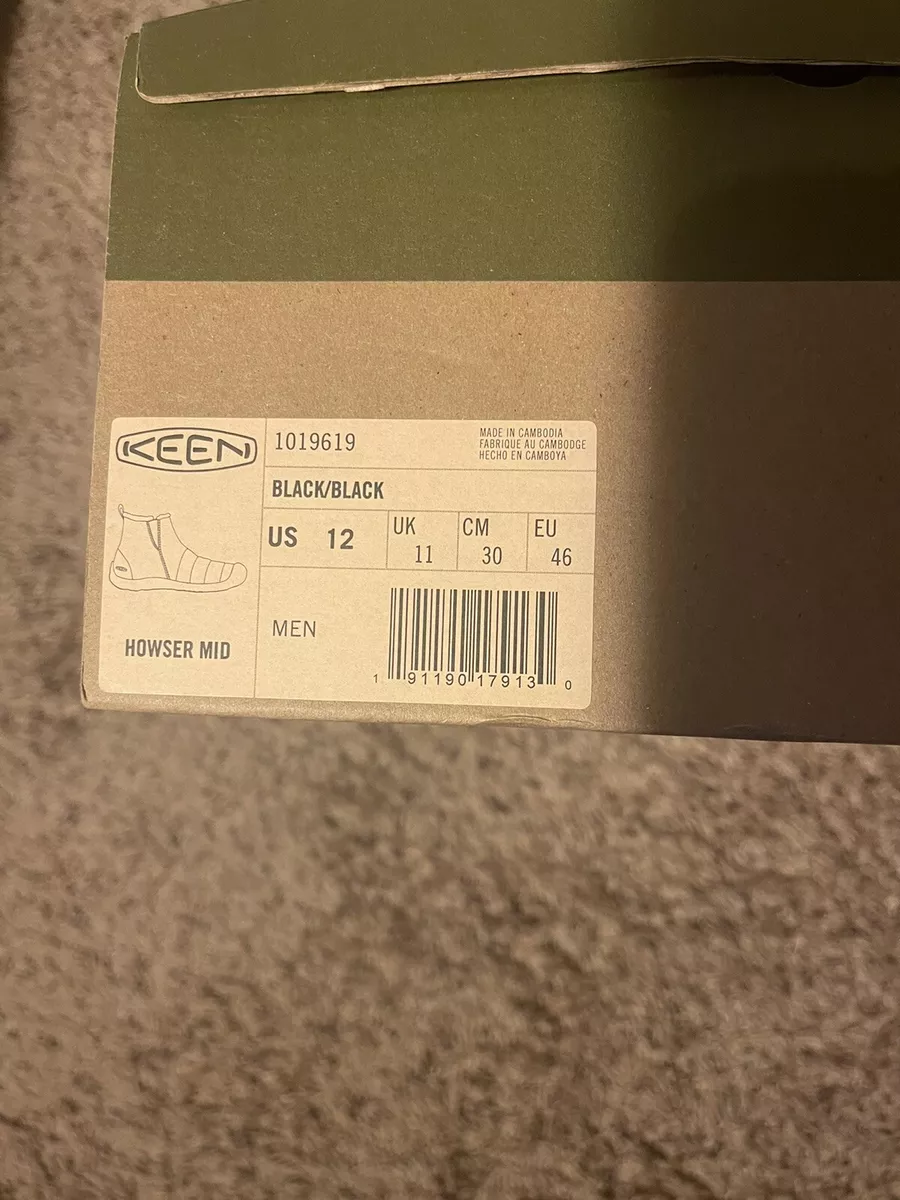 KEEN
1019619
MADE IN CAMBODIA
FABRIQUE AU CAMBODGE
HECHO EN CAMBOYA
BLACK/BLACK
US 12
UK 11
CM 30
EU 46
HOWSER MID
MEN
1 91190 17913 0